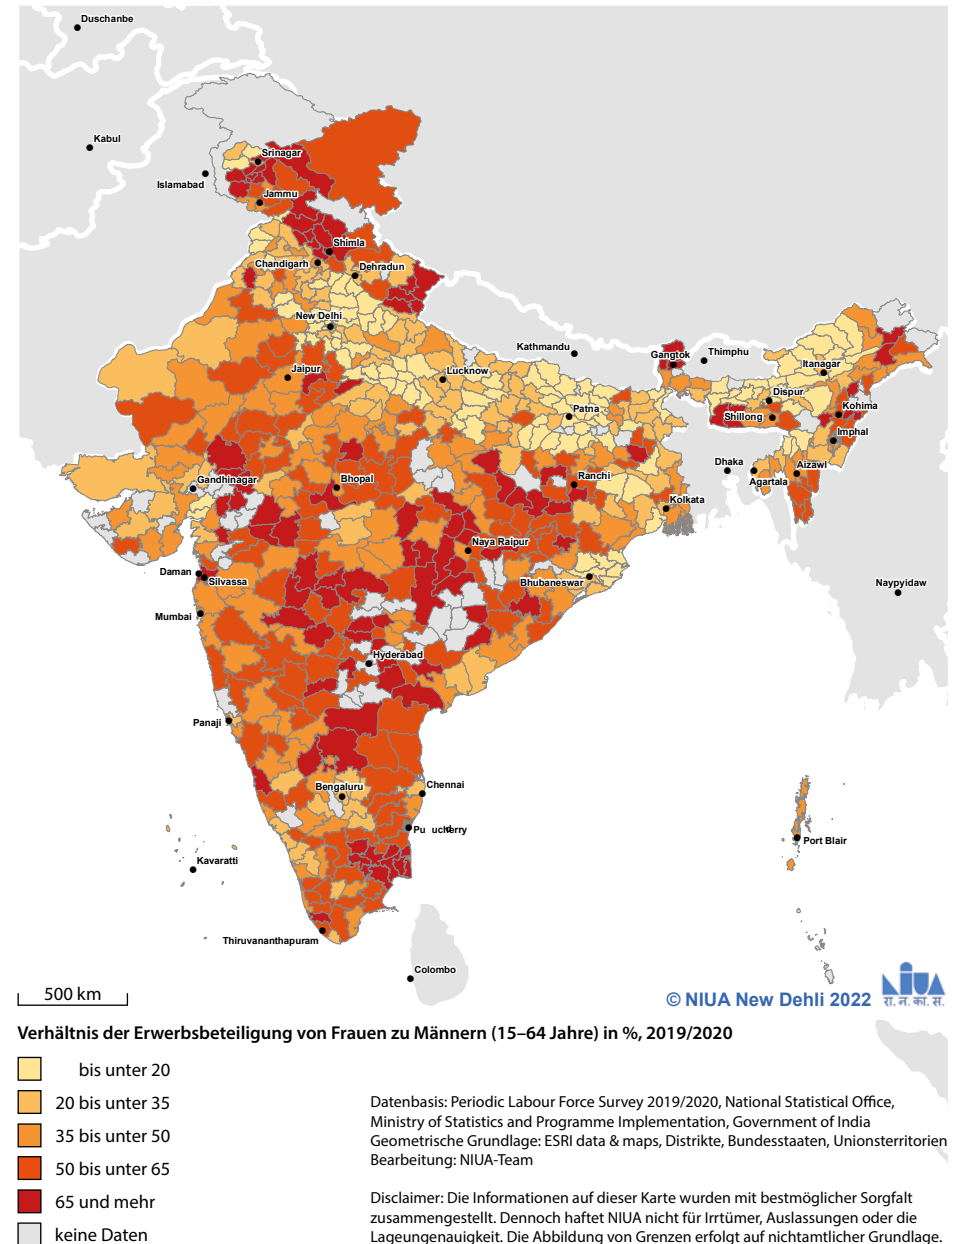 Duschanbe
Kabul
Srinagar
Islamabad
Jammu
Shimla
Chandigarh
Dehradun
New Delhi
Kathmandu
Gangtok
Thimphu
Itanagar
Jaipur
Lucknow
Dispur
Patna
Kohima
Shillong
Imphal
Dhaka
Aizawl
Gandhinagar
Bhopal
Ranchi
Agartala
Kolkata
Naya Raipur
Daman
Silvassa
Bhubaneswar
Naypyidaw
Mumbai
Hyderabad
Panaji
Bengaluru
Chennai
Pu ucherry
Port Blair
Kavaratti
Thiruvananthapuram
Colombo
500 km
© NIUA New Dehli 2022
NIUA
रा. न. का. स.
Verhältnis der Erwerbsbeteiligung von Frauen zu Männern (15–64 Jahre) in %, 2019/2020
bis unter 20
20 bis unter 35
35 bis unter 50
50 bis unter 65
65 und mehr
keine Daten
Datenbasis: Periodic Labour Force Survey 2019/2020, National Statistical Office,
Ministry of Statistics and Programme Implementation, Government of India
Geometrische Grundlage: ESRI data & maps, Distrikte, Bundesstaaten, Unionsterritorien
Bearbeitung: NIUA-Team
Disclaimer: Die Informationen auf dieser Karte wurden mit bestmöglicher Sorgfalt
zusammengestellt. Dennoch haftet NIUA nicht für Irrtümer, Auslassungen oder die
Lageungenauigkeit. Die Abbildung von Grenzen erfolgt auf nichtamtlicher Grundlage.